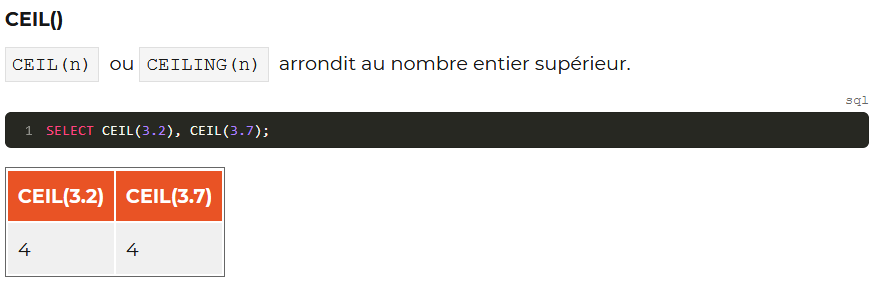 CEIL()
CEIL(n) ou CEILING(n) arrondit au nombre entier supérieur.
sql
1 SELECT CEIL(3.2), CEIL(3.7);
CEIL(3.2) CEIL(3.7)
4 4